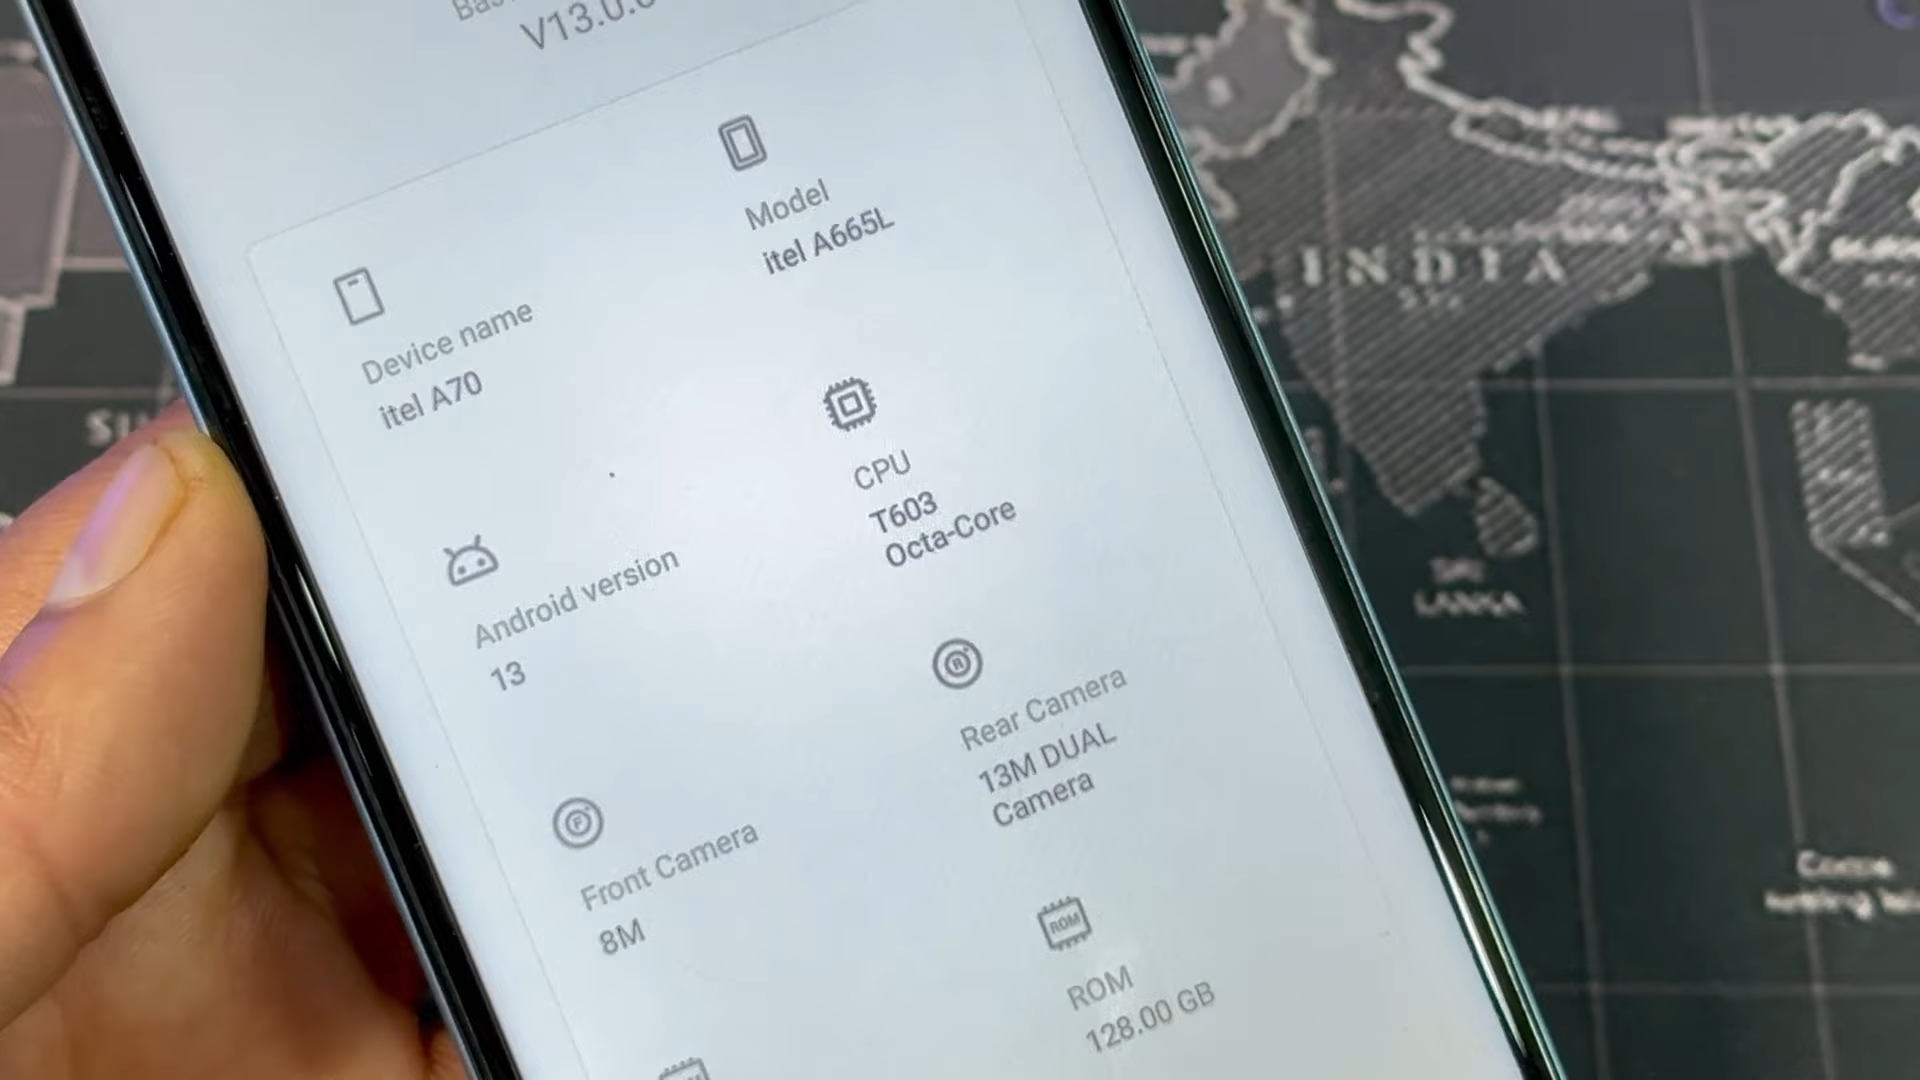 V13.0.
Model
itel A665L
Device name
itel A70
CPU
T603
Octa-Core
Android version
13
Rear Camera
13M DUAL
Camera
Front Camera
8M
ROM
ROM
128.00 GB
INDIA
SRI
LANKA